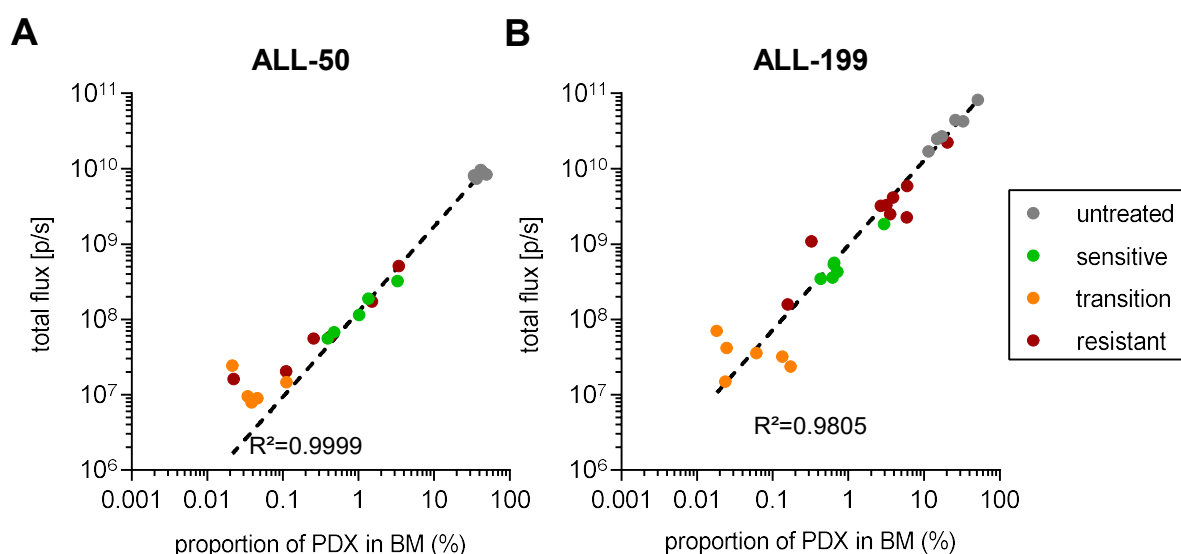 A
ALL-50
total flux [p/s]
10¹¹
10¹⁰
10⁹
10⁸
10⁷
10⁶
R²=0.9999
0.001
0.01
0.1
1
10
100
proportion of PDX in BM (%)
B
ALL-199
total flux [p/s]
10¹¹
10¹⁰
10⁹
10⁸
10⁷
10⁶
R²=0.9805
0.001
0.01
0.1
1
10
100
proportion of PDX in BM (%)
untreated
sensitive
transition
resistant